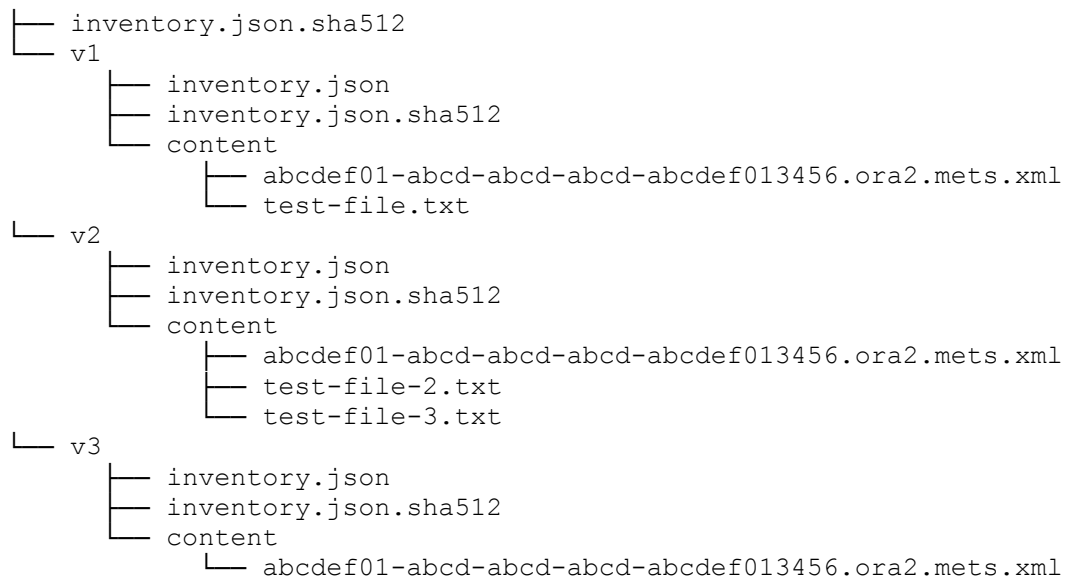 ├── inventory.json.sha512
└── v1
    ├── inventory.json
    ├── inventory.json.sha512
    └── content
        ├── abcdef01-abcd-abcd-abcd-abcdef013456.ora2.mets.xml
        └── test-file.txt
└── v2
    ├── inventory.json
    ├── inventory.json.sha512
    └── content
        ├── abcdef01-abcd-abcd-abcd-abcdef013456.ora2.mets.xml
        ├── test-file-2.txt
        └── test-file-3.txt
└── v3
    ├── inventory.json
    ├── inventory.json.sha512
    └── content
        └── abcdef01-abcd-abcd-abcd-abcdef013456.ora2.mets.xml